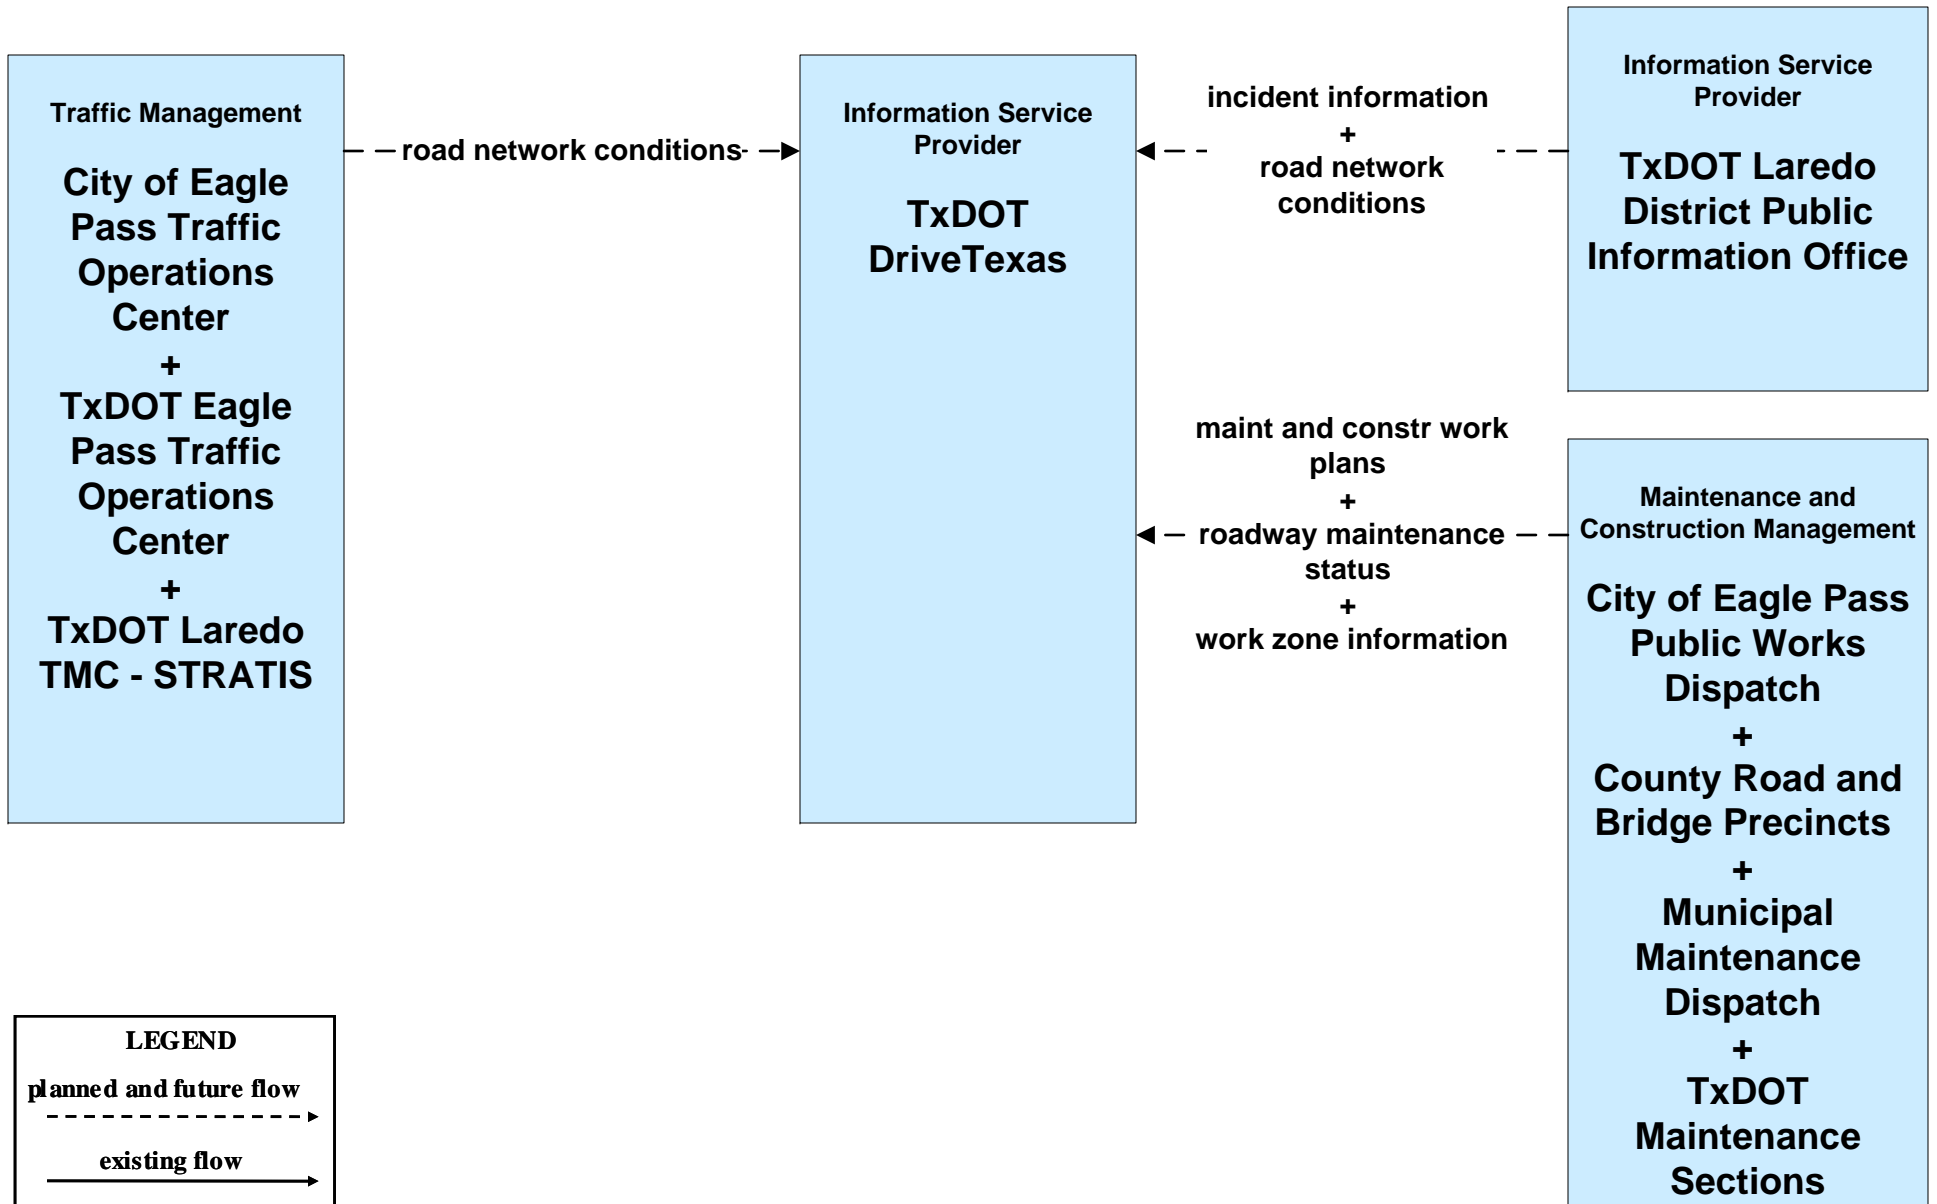 Traffic Management
City of Eagle
Pass Traffic
Operations
Center
+
TxDOT Eagle
Pass Traffic
Operations
Center
+
TxDOT Laredo
TMC - STRATIS
road network conditions
Information Service
Provider
TxDOT
DriveTexas
incident information
+
road network
conditions
Information Service
Provider
TxDOT Laredo
District Public
Information Office
maint and constr work
plans
+
roadway maintenance
status
+
work zone information
Maintenance and
Construction Management
City of Eagle Pass
Public Works
Dispatch
+
County Road and
Bridge Precincts
+
Municipal
Maintenance
Dispatch
+
TxDOT
Maintenance
Sections
LEGEND
planned and future flow
existing flow